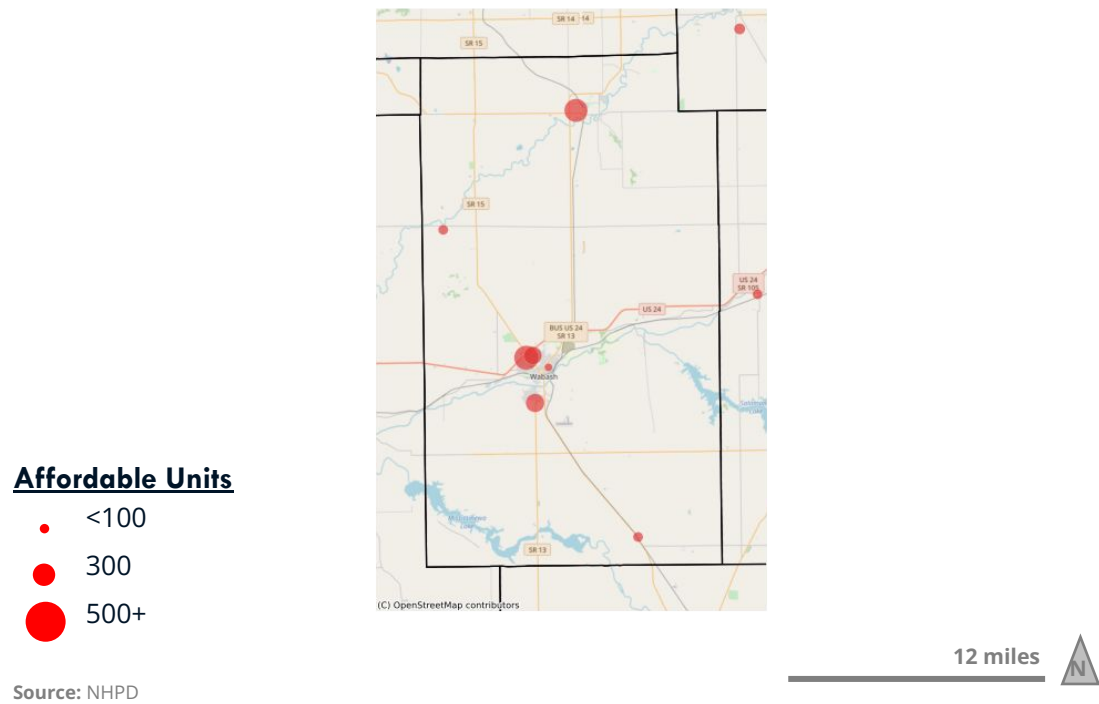 SR 14
14
SR 15
SR 15
US 24
SR 105
US 24
BUS US 24
SR 13
Wabash
SR 13
(C) OpenStreetMap contributors
Affordable Units
<100
300
500+
12 miles
N
Source: NHPD